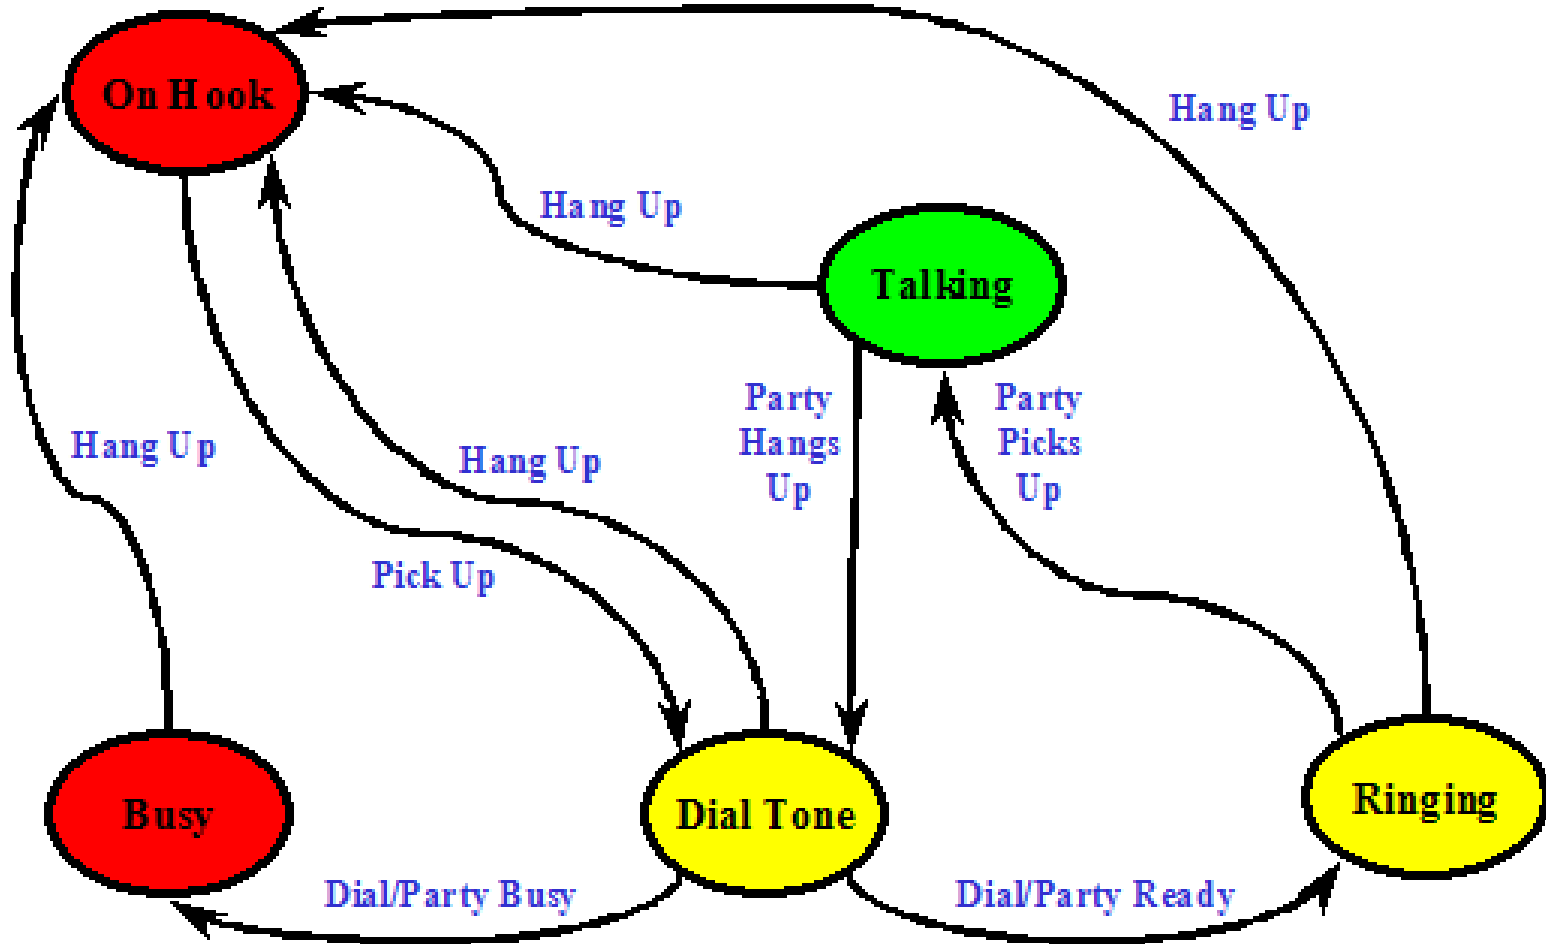 On Hook
Hang Up
Hang Up
Talking
Party
Hangs
Up
Party
Picks
Up
Hang Up
Hang Up
Pick Up
Busy
Dial Tone
Ringing
Dial/Party Busy
Dial/Party Ready